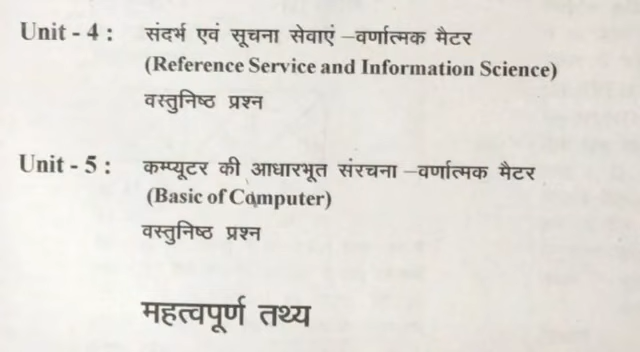 Unit - 4 : संदर्भ एवं सूचना सेवाएं –वर्णात्मक मैटर
(Reference Service and Information Science)
वस्तुनिष्ठ प्रश्न
Unit - 5 : कम्प्यूटर की आधारभूत संरचना –वर्णात्मक मैटर
(Basic of Computer)
वस्तुनिष्ठ प्रश्न
महत्वपूर्ण तथ्य